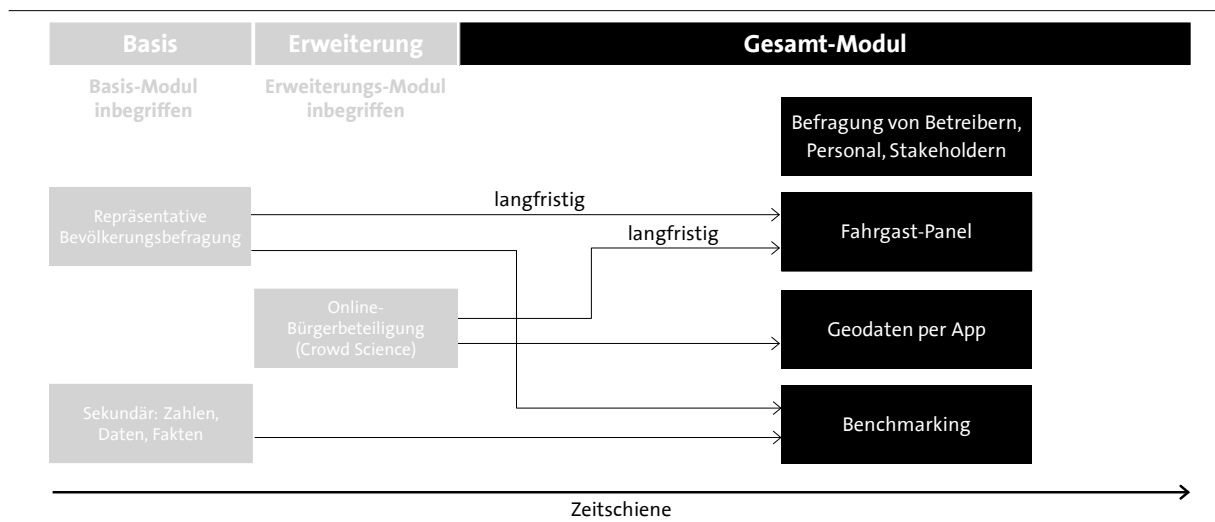 Basis
Erweiterung
Gesamt-Modul
Basis-Modul
inbegriffen
Erweiterungs-Modul
inbegriffen
Befragung von Betreibern,
Personal, Stakeholdern
Repräsentative
Bevölkerungsbefragung
langfristig
langfristig
Fahrgast-Panel
Online-
Bürgerbeteiligung
(Crowd Science)
Geodaten per App
Sekundär: Zahlen,
Daten, Fakten
Benchmarking
Zeitschiene